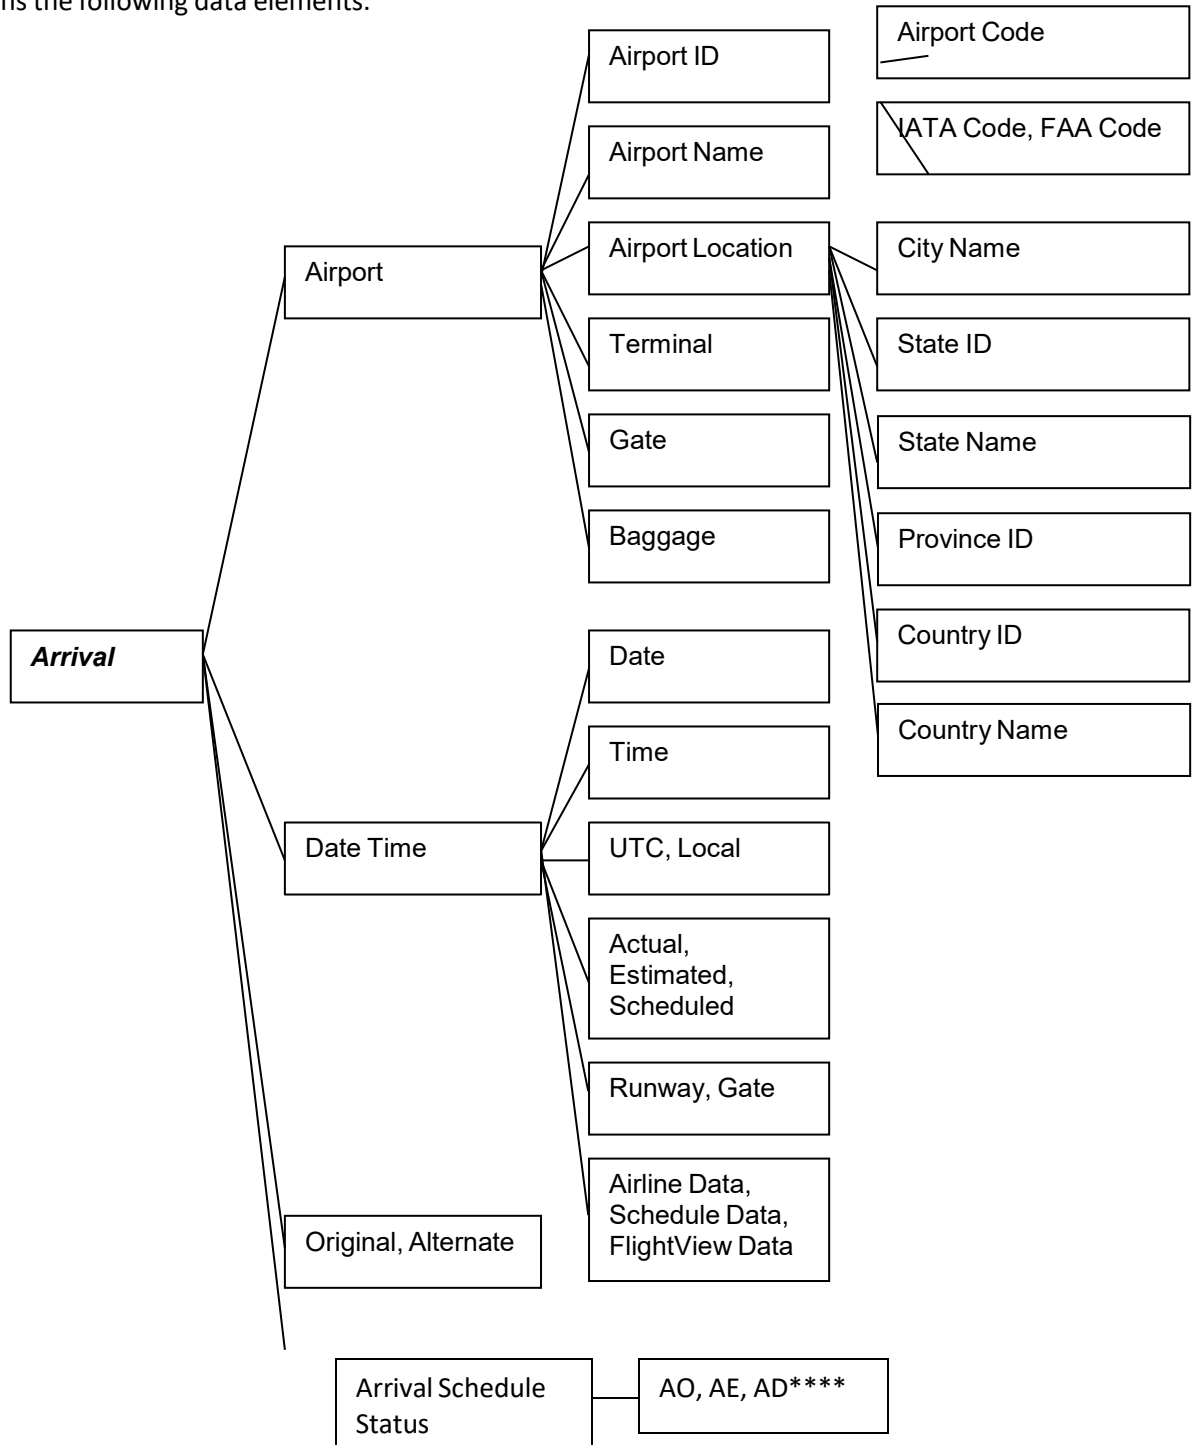 ns the following data elements.
Airport Code
Airport ID
IATA Code, FAA Code
Airport Name
Airport Location
City Name
Airport
Terminal
State ID
Gate
State Name
Baggage
Province ID
Arrival
Date
Country ID
Time
Country Name
Date Time
UTC, Local
Actual,
Estimated,
Scheduled
Runway, Gate
Airline Data,
Schedule Data,
FlightView Data
Original, Alternate
Arrival Schedule
Status
AO, AE, AD****